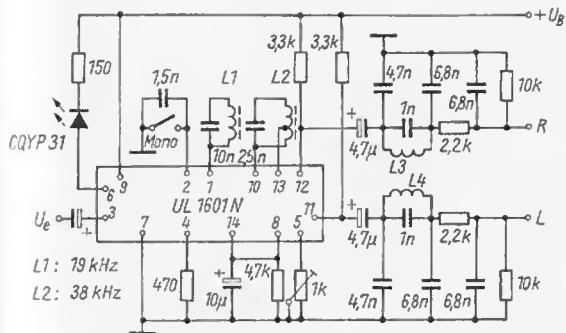 +UB
150
CQYP 31
1,5n
Mono
L1
L2
10n
25n
3,3k
3,3k
4,7n
6,8n
6,8n
10k
1n
4,7µ
+
L3
2,2k
R
6
9
2
1
10
13
12
Ue
+
3
UL 1601 N
11
7
4
14
8
5
L1: 19 kHz
L2: 38 kHz
470
+
10µ
4,7k
1k
+
4,7µ
L4
1n
2,2k
L
4,7n
6,8n
6,8n
10k